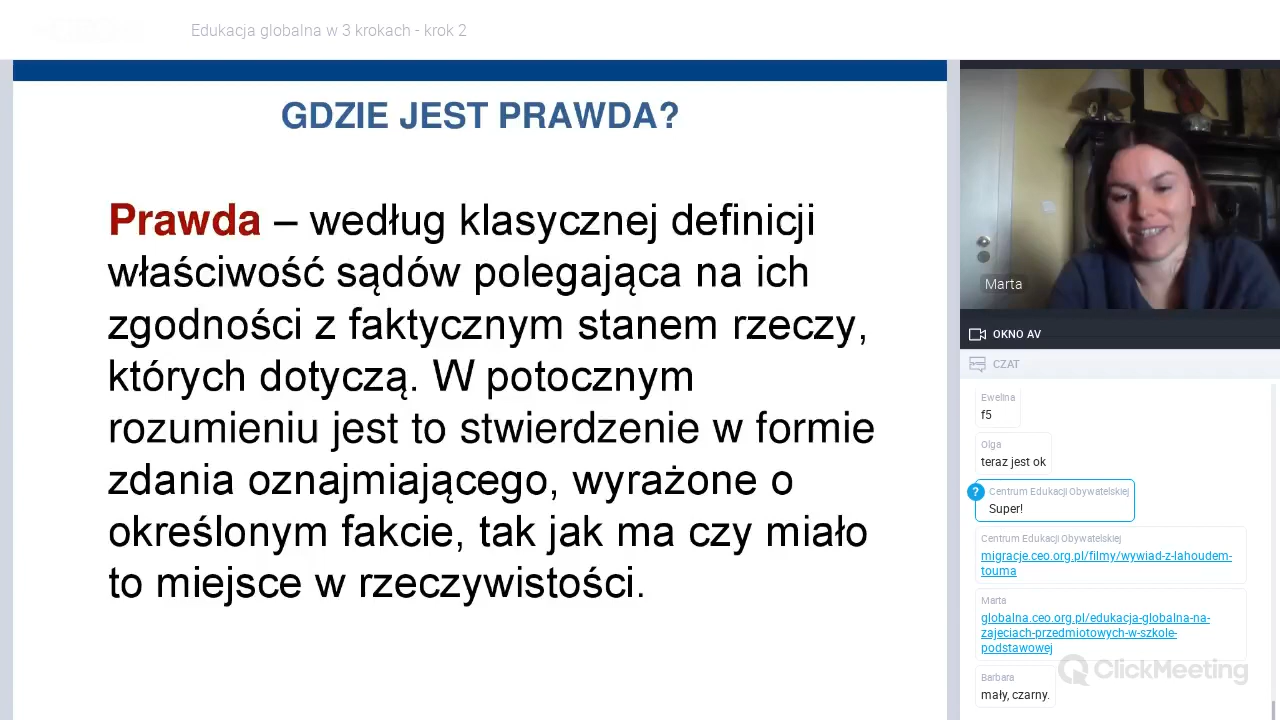 Edukacja globalna w 3 krokach - krok 2
GDZIE JEST PRAWDA?
Prawda – według klasycznej definicji
właściwość sądów polegająca na ich
zgodności z faktycznym stanem rzeczy,
których dotyczą. W potocznym
rozumieniu jest to stwierdzenie w formie
zdania oznajmiającego, wyrażone o
określonym fakcie, tak jak ma czy miało
to miejsce w rzeczywistości.
Marta
OKNO AV
CZAT
Ewelina
f5
Olga
teraz jest ok
?
Centrum Edukacji Obywatelskiej
Super!
Centrum Edukacji Obywatelskiej
migracje.ceo.org.pl/filmy/wywiad-z-lahoudem-
touma
Marta
globalna.ceo.org.pl/edukacja-globalna-na-
zajeciach-przedmiotowych-w-szkole-
podstawowej
ClickMeeting
Barbara
mały, czarny.